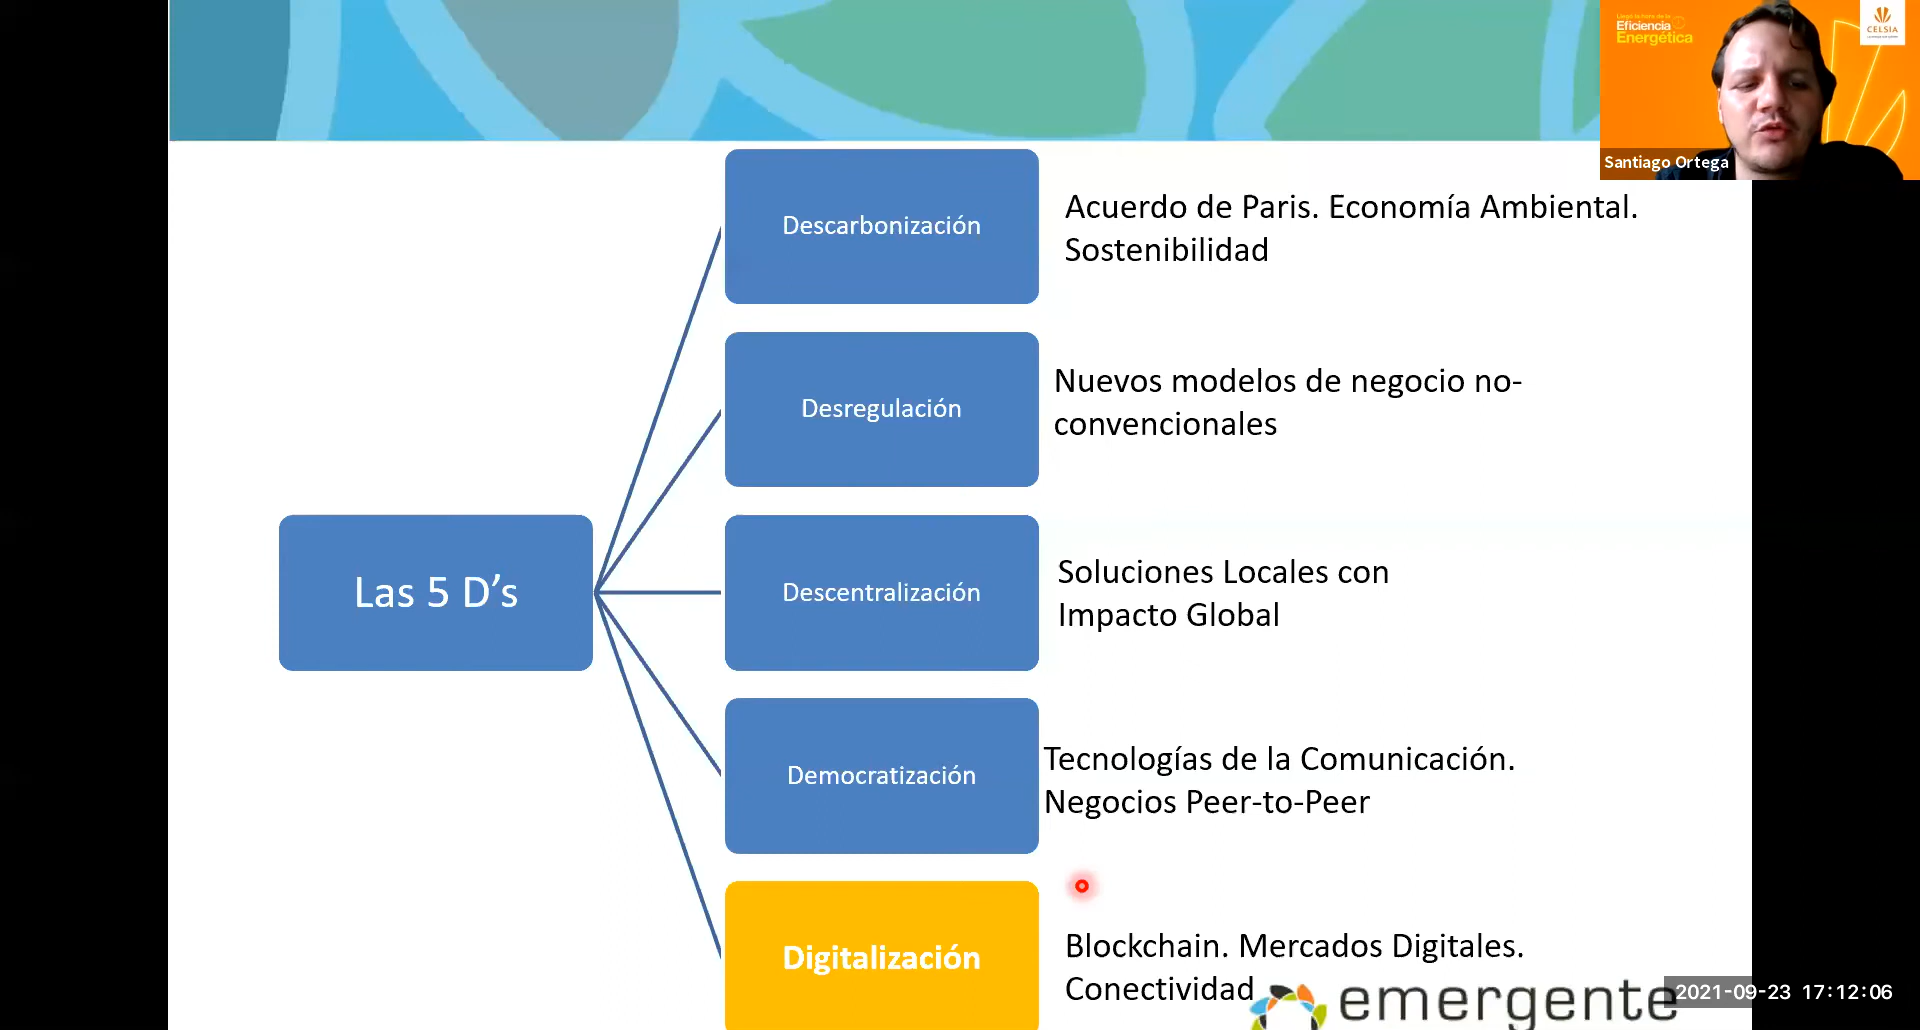 Eficiencia
Energética
CELSIA
Santiago Ortega
Descarbonización
Acuerdo de Paris. Economía Ambiental.
Sostenibilidad
Desregulación
Nuevos modelos de negocio no-
convencionales
Las 5 D's
Descentralización
Soluciones Locales con
Impacto Global
Democratización
Tecnologías de la Comunicación.
Negocios Peer-to-Peer
Digitalización
Blockchain. Mercados Digitales.
Conectividad
emergente
2021-09-23 17:12:06